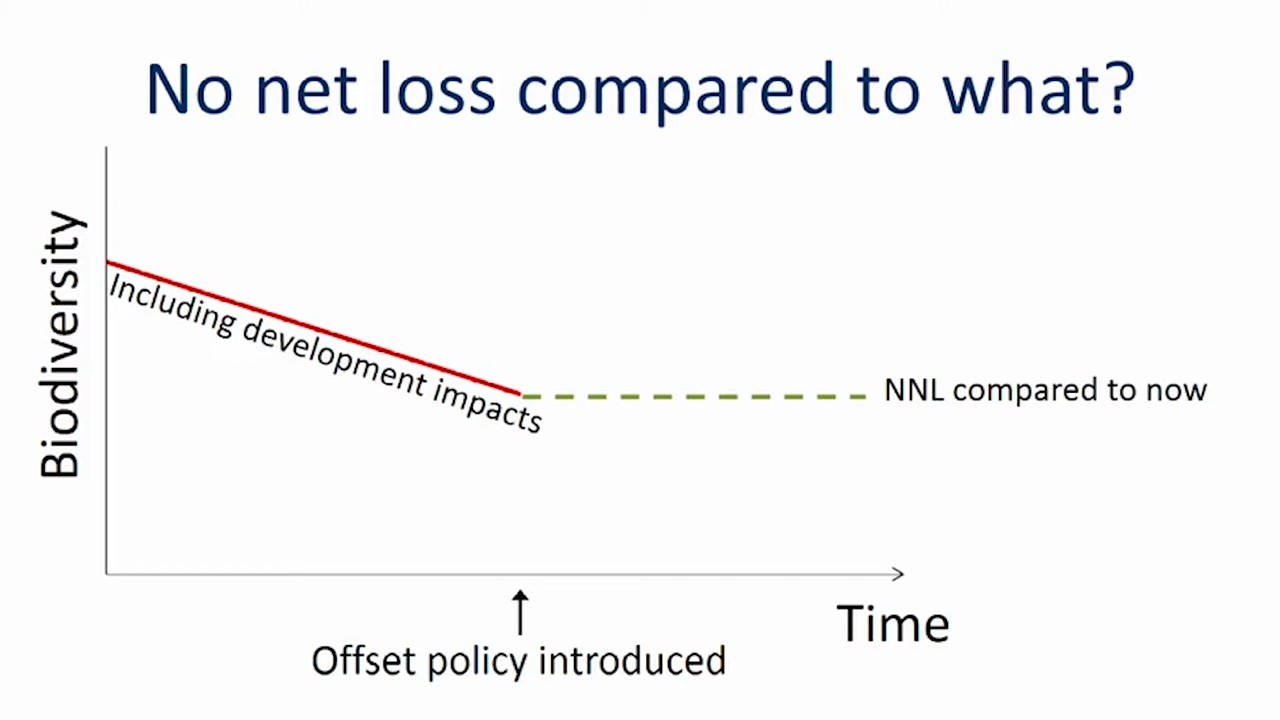 No net loss compared to what?
Biodiversity
Including development impacts
NNL compared to now
Time
Offset policy introduced